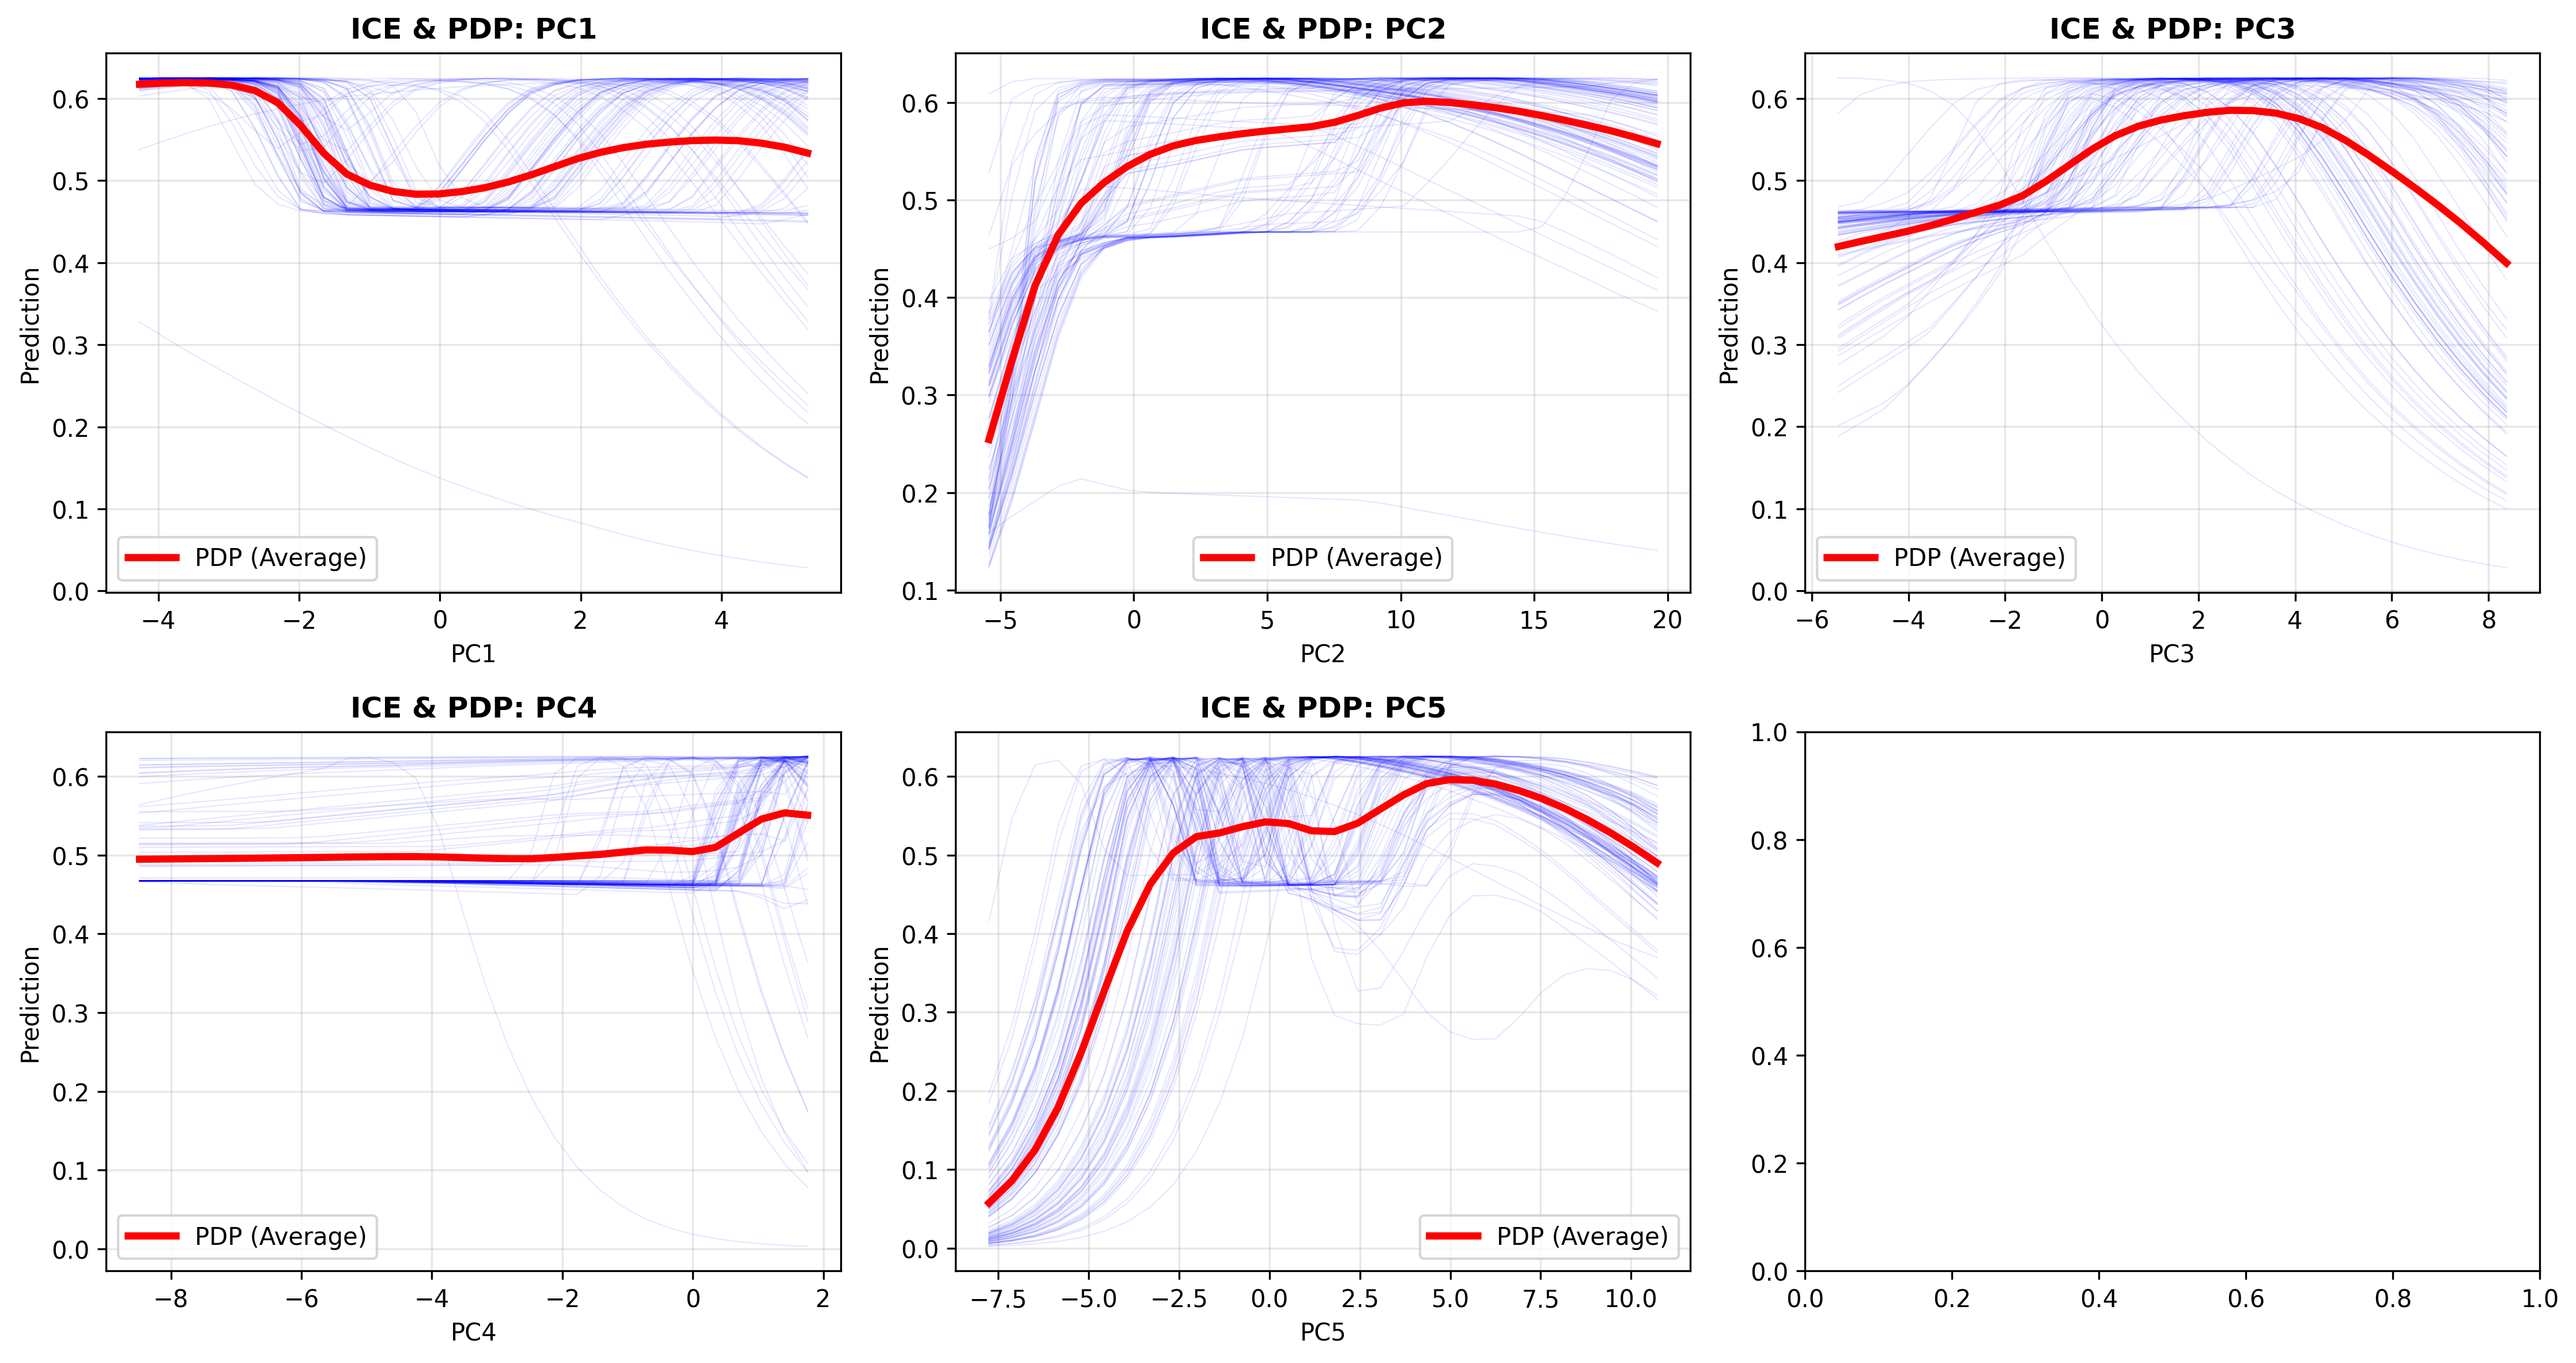 ICE & PDP: PC1
0.6
0.5
0.4
0.3
0.2
0.1
0.0
Prediction
PDP (Average)
−4 −2 0 2 4
PC1
ICE & PDP: PC2
0.6
0.5
0.4
0.3
0.2
0.1
Prediction
PDP (Average)
−5 0 5 10 15 20
PC2
ICE & PDP: PC3
0.6
0.5
0.4
0.3
0.2
0.1
0.0
Prediction
PDP (Average)
−6 −4 −2 0 2 4 6 8
PC3
ICE & PDP: PC4
0.6
0.5
0.4
0.3
0.2
0.1
0.0
Prediction
PDP (Average)
−8 −6 −4 −2 0 2
PC4
ICE & PDP: PC5
0.6
0.5
0.4
0.3
0.2
0.1
0.0
Prediction
PDP (Average)
−7.5 −5.0 −2.5 0.0 2.5 5.0 7.5 10.0
PC5
1.0
0.8
0.6
0.4
0.2
0.0
0.0 0.2 0.4 0.6 0.8 1.0